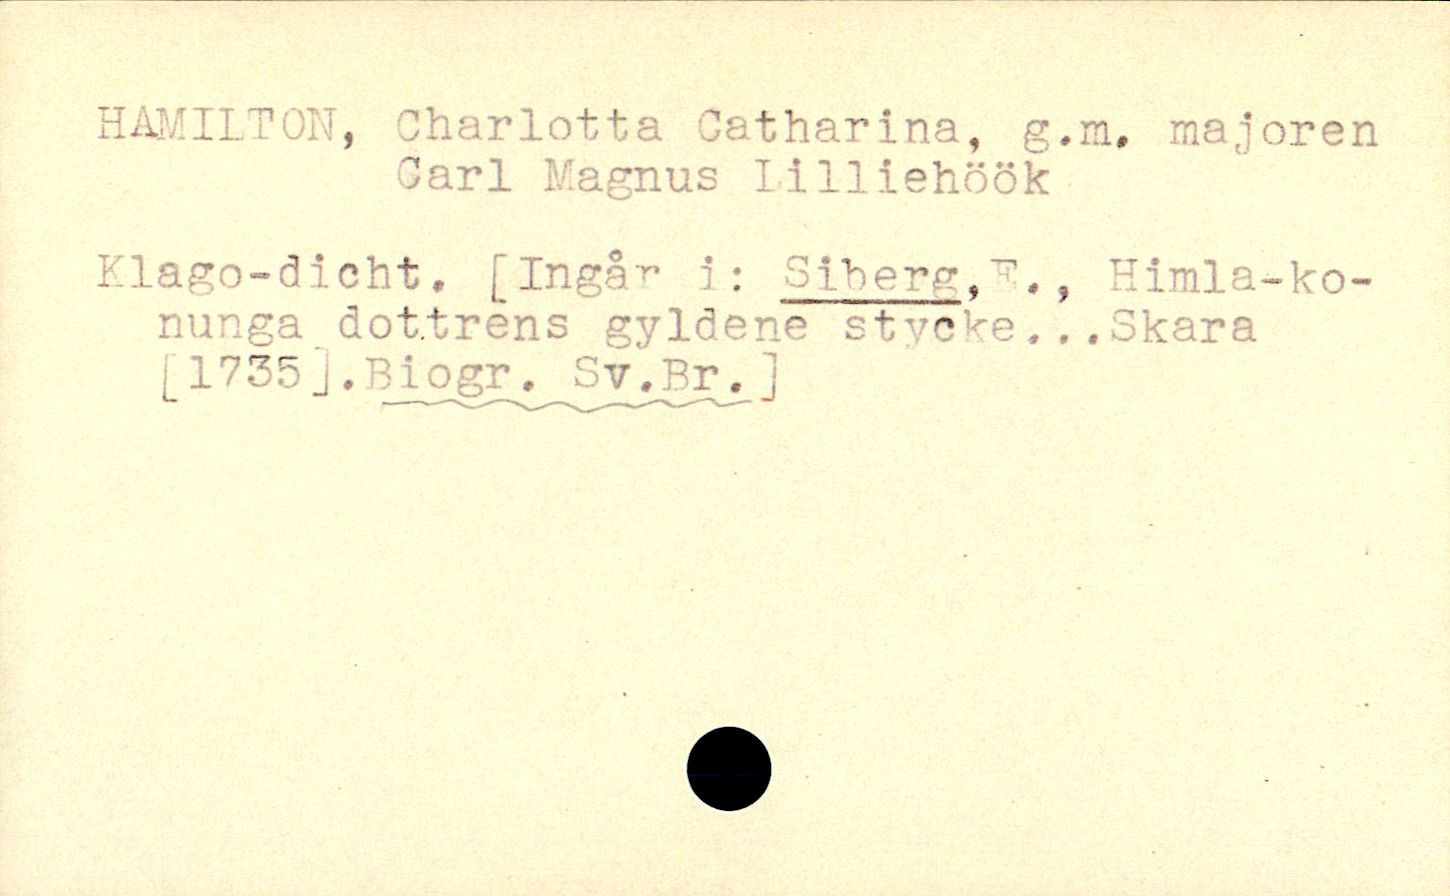 HAMILTON, Charlotta Catharina, g.m. majoren
Carl Magnus Lilliehöök
Klago-dicht. [Ingår i: Siberg,E., Himla-ko-
nunga dottrens gyldene stycke...Skara
[1735].Biogr. Sv.Br.]